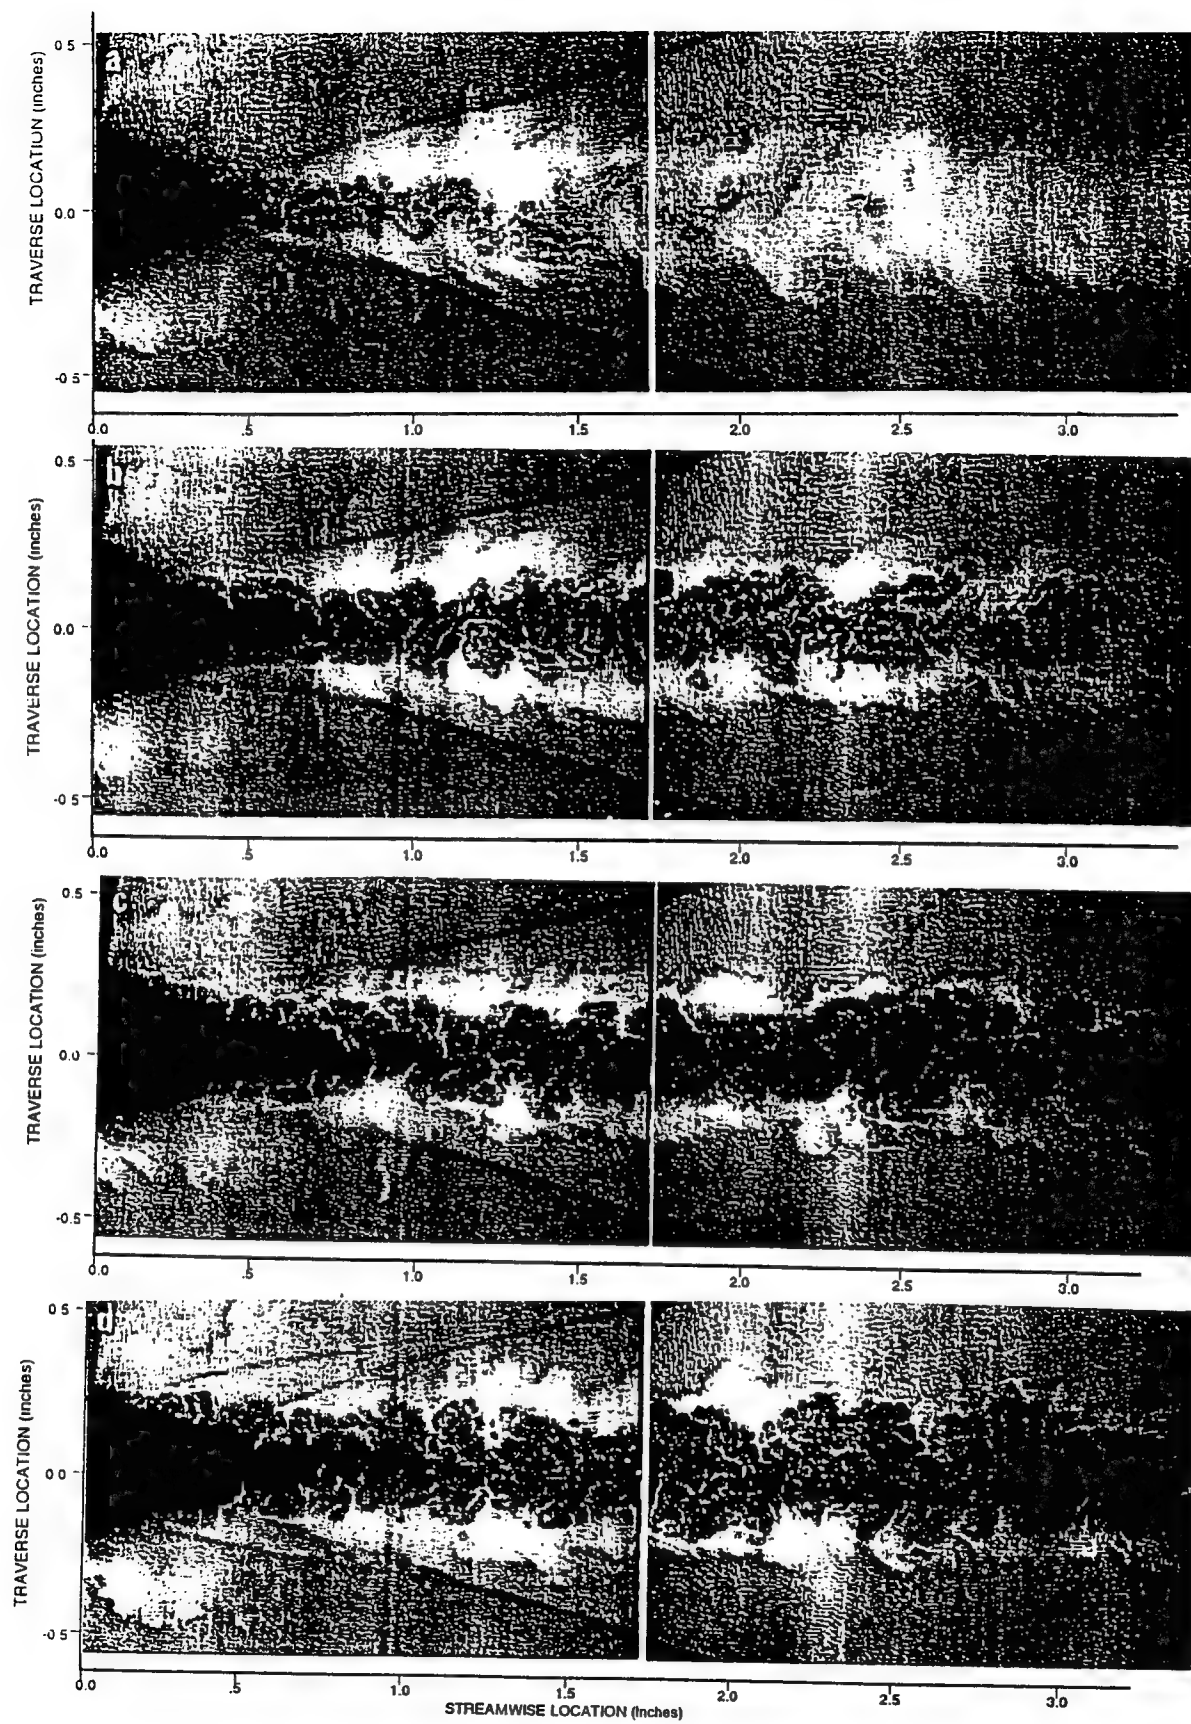 a
0 5
0.0
-0 5
TRAVERSE LOCATIUN (inches)
0.0 .5 1.0 1.5 2.0 2.5 3.0
b
0.5
0.0
-0 5
TRAVERSE LOCATION (inches)
0.0 .5 1.0 1.5 2.0 2.5 3.0
c
0.5
0.0
-0.5
TRAVERSE LOCATION (inches)
0.0 .5 1.0 1.5 2.0 2.5 3.0
d
0 5
0 0
-0 5
TRAVERSE LOCATION (inches)
0.0 .5 1.0 1.5 2.0 2.5 3.0
STREAMWISE LOCATION (inches)